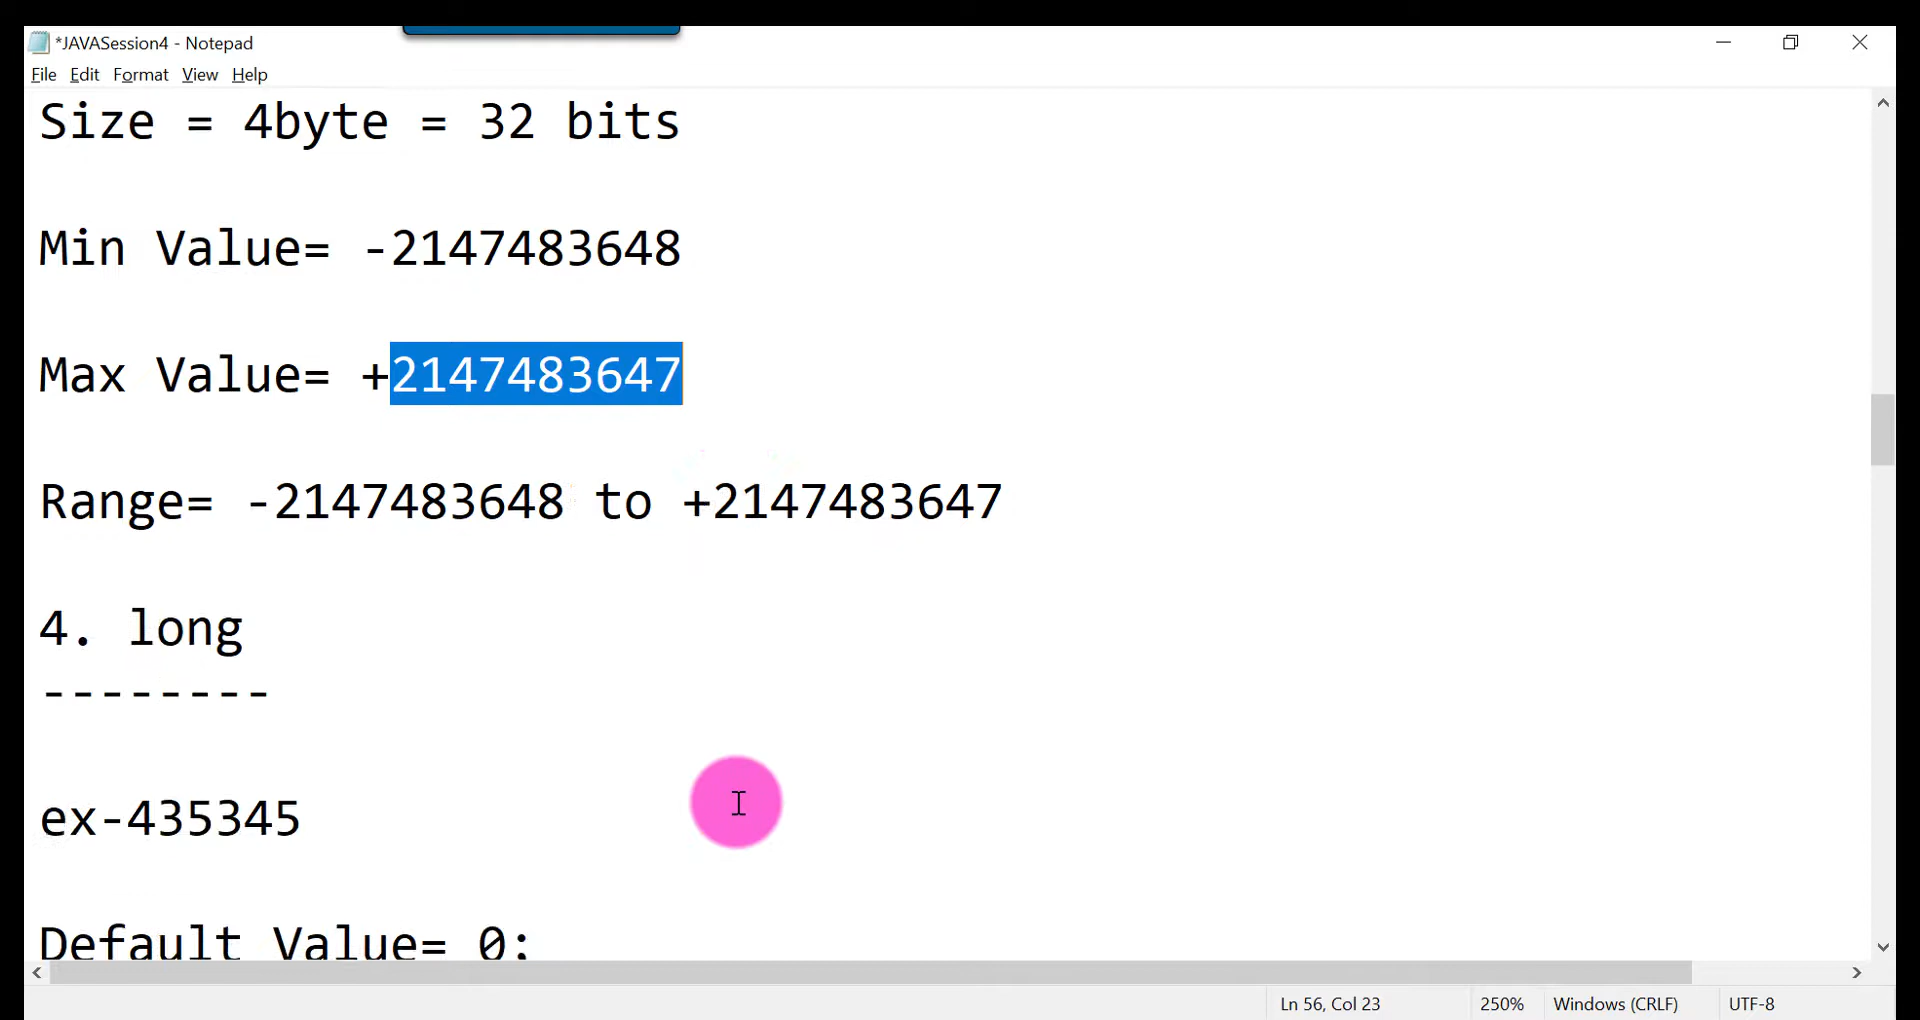 *JAVASession4 - Notepad
File Edit Format View Help
Size = 4byte = 32 bits
Min Value= -2147483648
Max Value= +2147483647
Range= -2147483648 to +2147483647
4. long
--------
ex-435345
Default Value= 0;
Ln 56, Col 23 250% Windows (CRLF) UTF-8